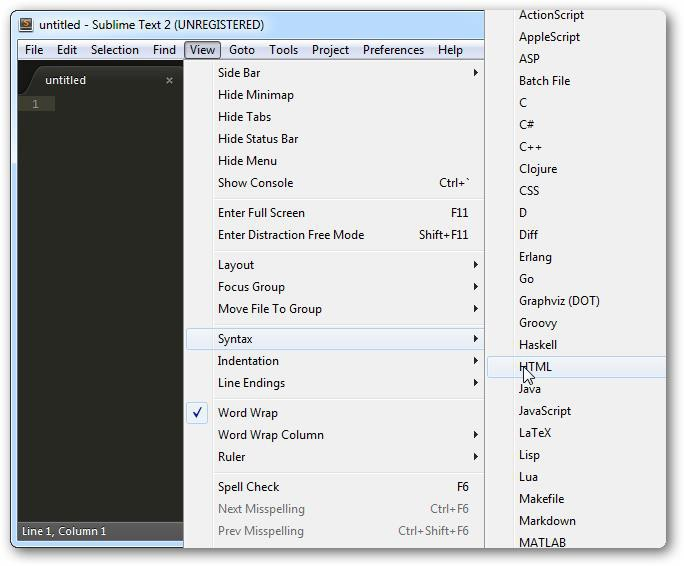 untitled - Sublime Text 2 (UNREGISTERED)
File Edit Selection Find View Goto Tools Project Preferences Help
untitled ×
1
Side Bar
Hide Minimap
Hide Tabs
Hide Status Bar
Hide Menu
Show Console Ctrl+`
Enter Full Screen F11
Enter Distraction Free Mode Shift+F11
Layout
Focus Group
Move File To Group
Syntax
Indentation
Line Endings
Word Wrap
Word Wrap Column
Ruler
Spell Check F6
Next Misspelling Ctrl+F6
Prev Misspelling Ctrl+Shift+F6
ActionScript
AppleScript
ASP
Batch File
C
C#
C++
Clojure
CSS
D
Diff
Erlang
Go
Graphviz (DOT)
Groovy
Haskell
HTML
Java
JavaScript
LaTeX
Lisp
Lua
Makefile
Markdown
MATLAB
Line 1, Column 1